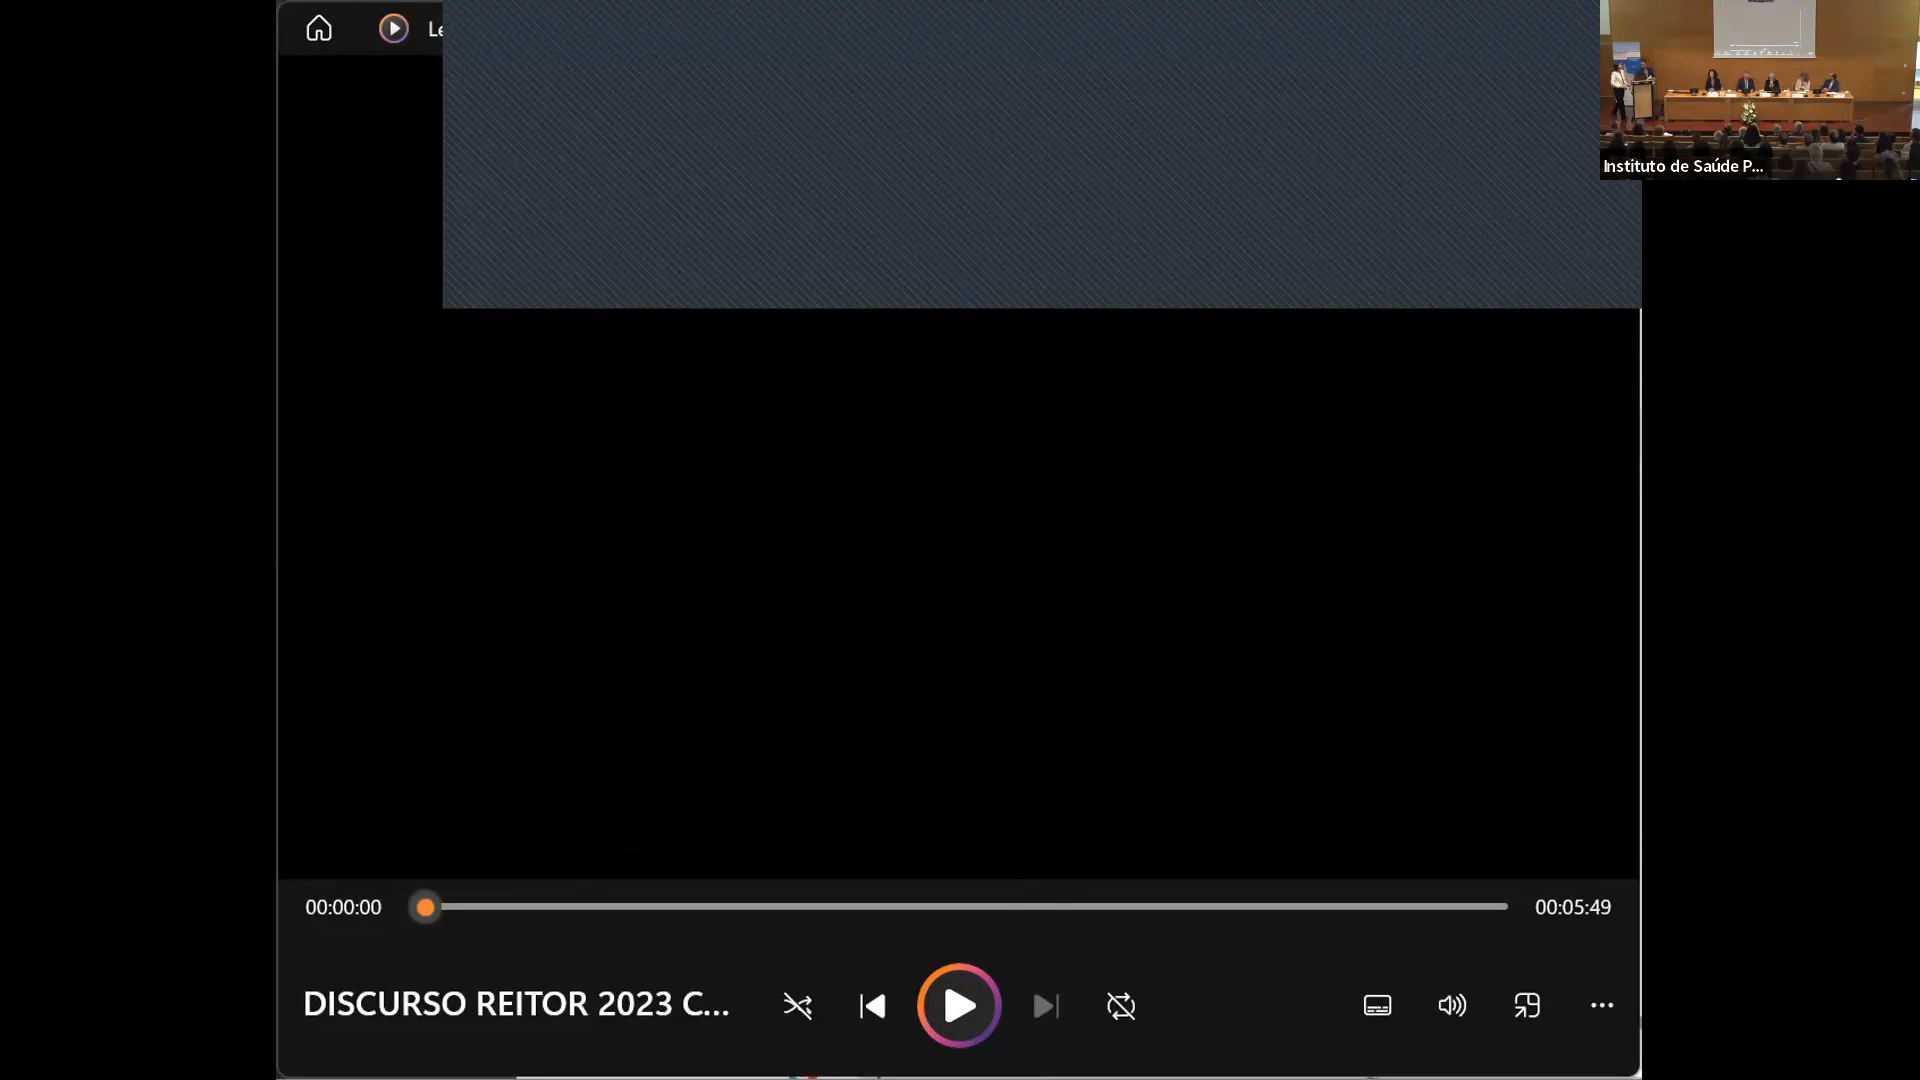 Le
Instituto de Saúde P...
00:00:00
00:05:49
DISCURSO REITOR 2023 C...